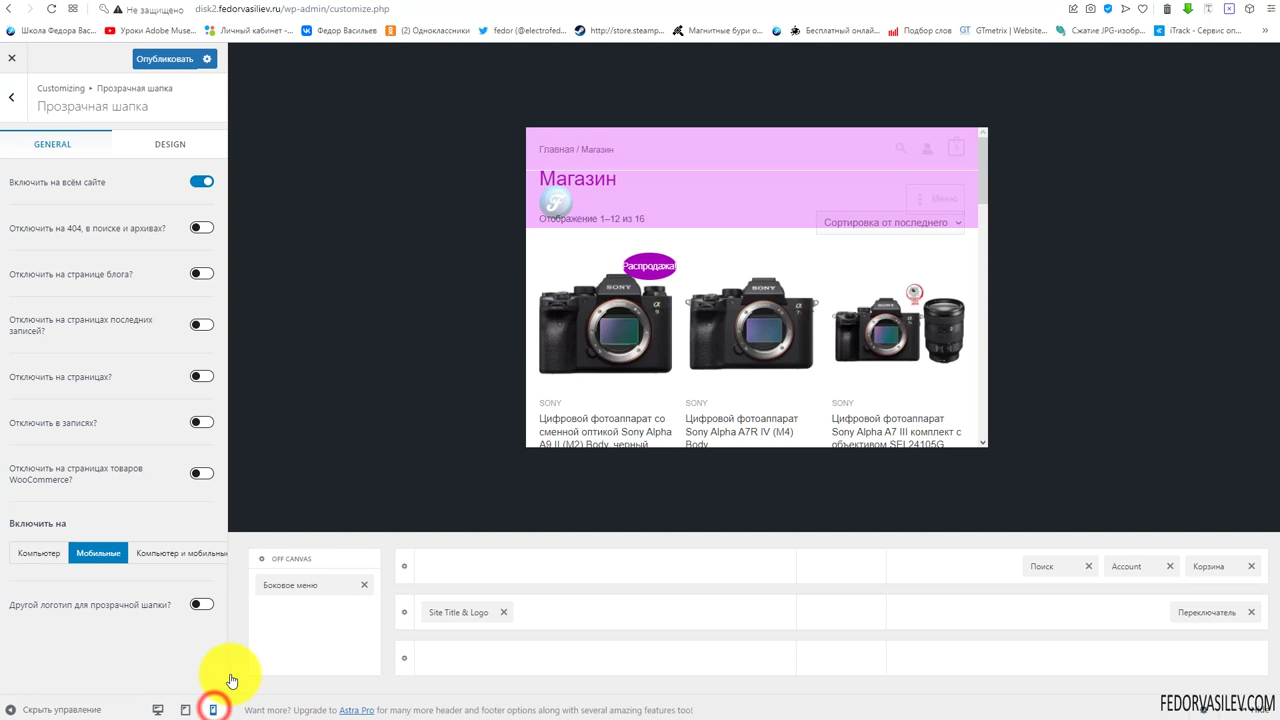 Не защищено
disk2.fedorvasiliev.ru/wp-admin/customize.php
Школа Федора Вас...
Уроки Adobe Muse...
Личный кабинет -...
Федор Васильев
(2) Одноклассники
fedor (@electrofed...
http://store.steamp...
Магнитные бури о...
Бесплатный онлай...
Подбор слов
GTmetrix | Website...
Сжатие JPG-изобр...
iTrack - Сервис оп...
Опубликовать
Customizing ▸ Прозрачная шапка
Прозрачная шапка
GENERAL
DESIGN
Включить на всём сайте
Отключить на 404, в поиске и архивах?
Отключить на странице блога?
Отключить на страницах последних
записей?
Отключить на страницах?
Отключить в записях?
Отключить на страницах товаров
WooCommerce?
Включить на
Компьютер
Мобильные
Компьютер и мобильны
Другой логотип для прозрачной шапки?
Скрыть управление
Главная / Магазин
1
Магазин
Меню
Отображение 1–12 из 16
Сортировка от последнего
Распродажа!
SONY
SONY
SONY
SONY
SONY
SONY
Цифровой фотоаппарат со
сменной оптикой Sony Alpha
A9 II (M2) Body, черный
Цифровой фотоаппарат
Sony Alpha A7R IV (M4)
Body
Цифровой фотоаппарат
Sony Alpha A7 III комплект с
объективом SEL24105G
OFF CANVAS
Боковое меню
Поиск
Account
Корзина
Site Title & Logo
Переключатель
Want more? Upgrade to Astra Pro for many more header and footer options along with several amazing features too!
FEDORVASILEV.COM